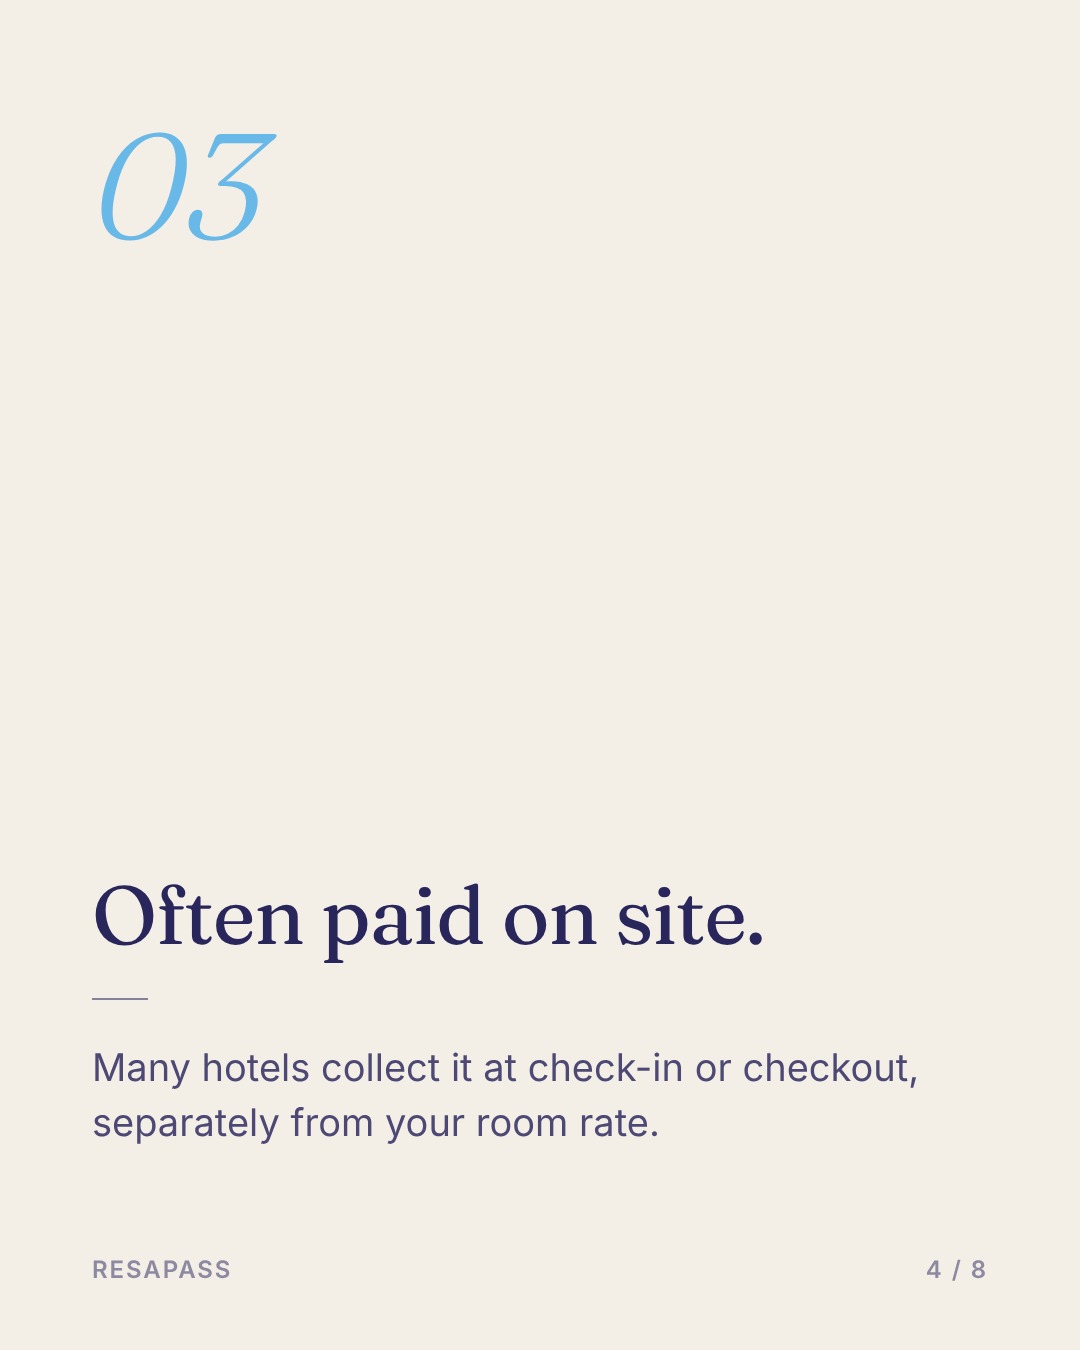 03
Often paid on site.
Many hotels collect it at check-in or checkout,
separately from your room rate.
RESAPASS
4 / 8